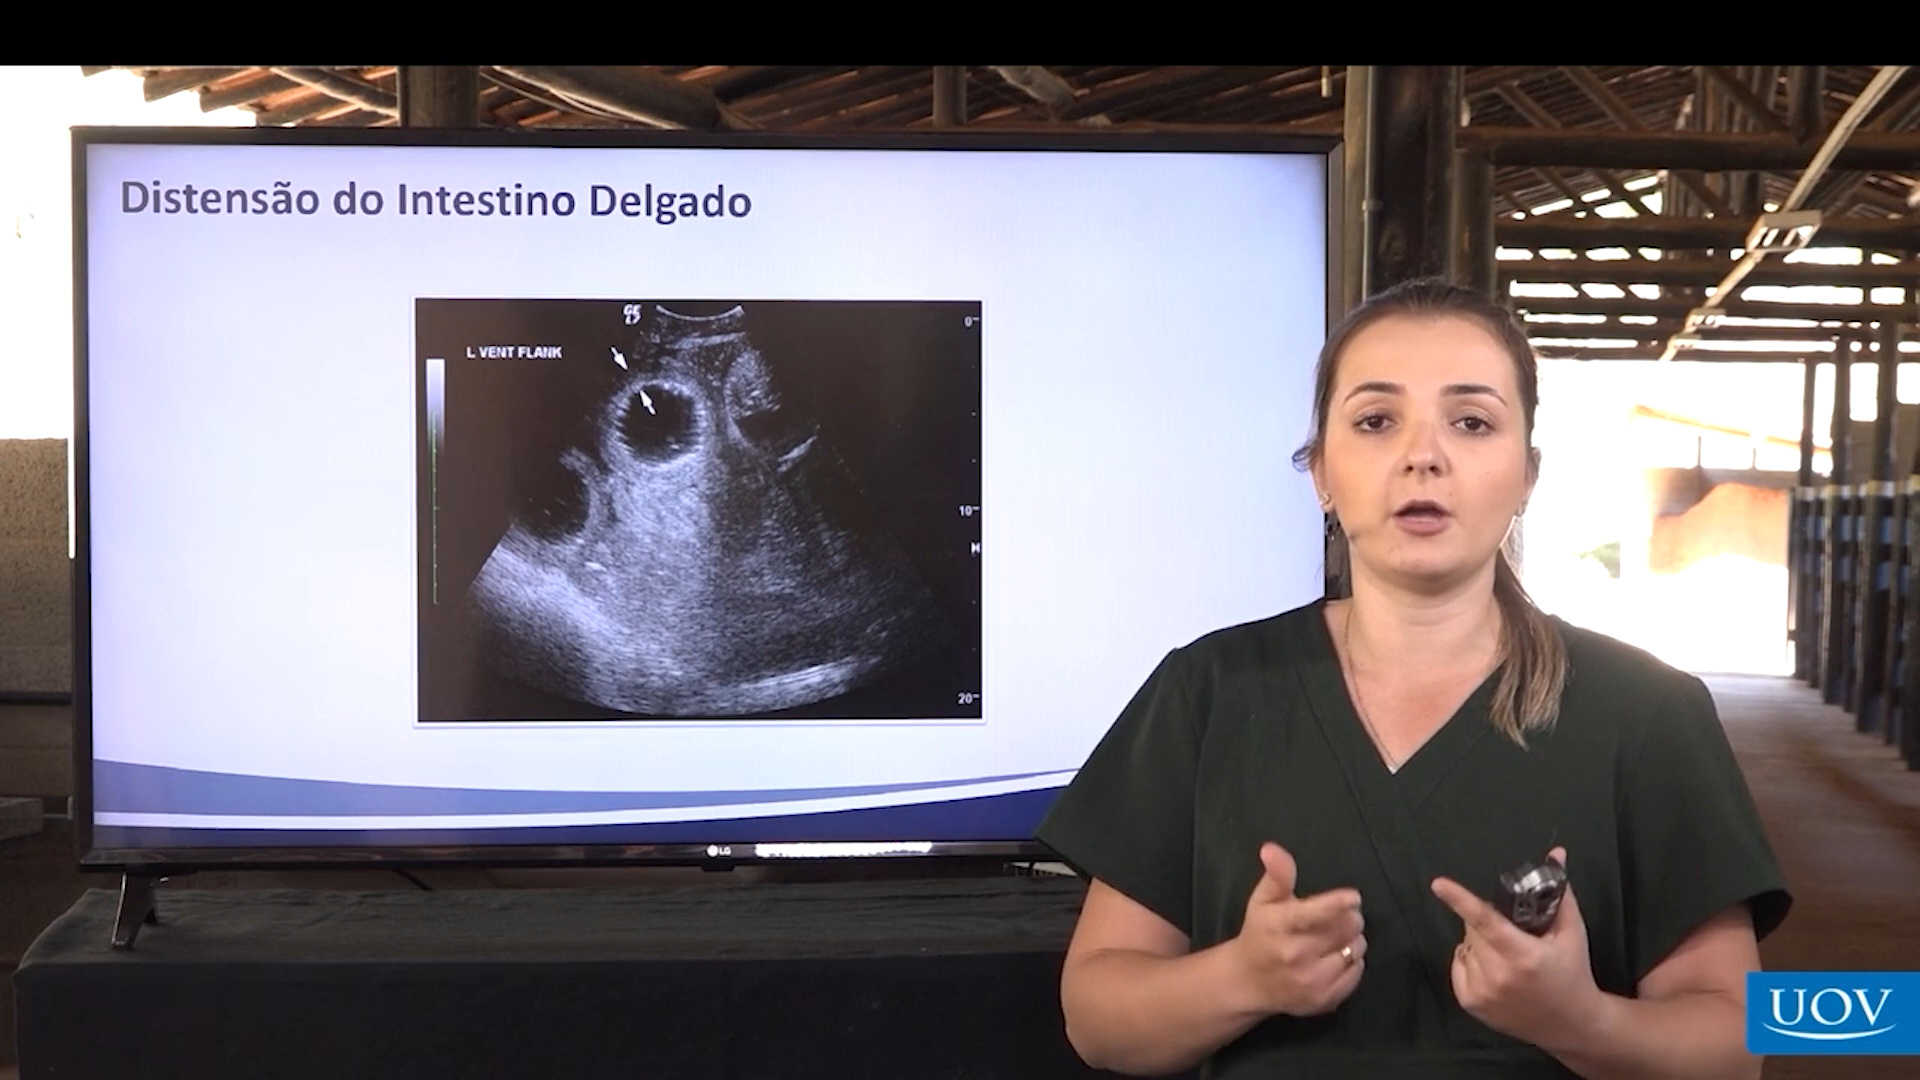 Distensão do Intestino Delgado
L VENT FLANK
0
10
20
LG
UOV